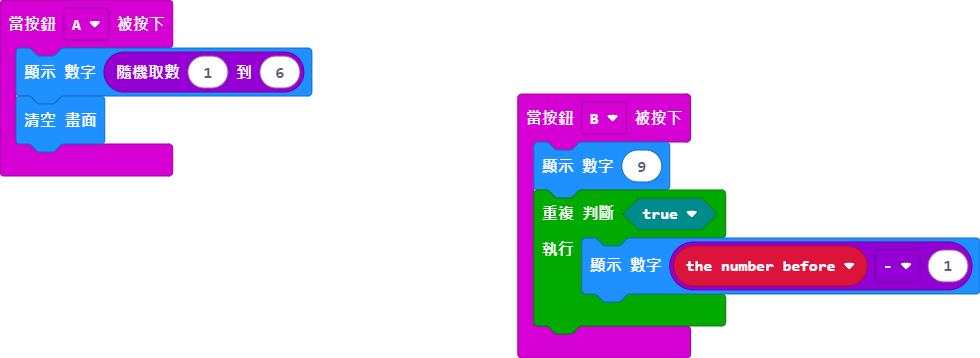 當按鈕 A 被按下
顯示 數字 隨機取數 1 到 6
清空 畫面
當按鈕 B 被按下
顯示 數字 9
重複 判斷 true
執行
顯示 數字 the number before - 1